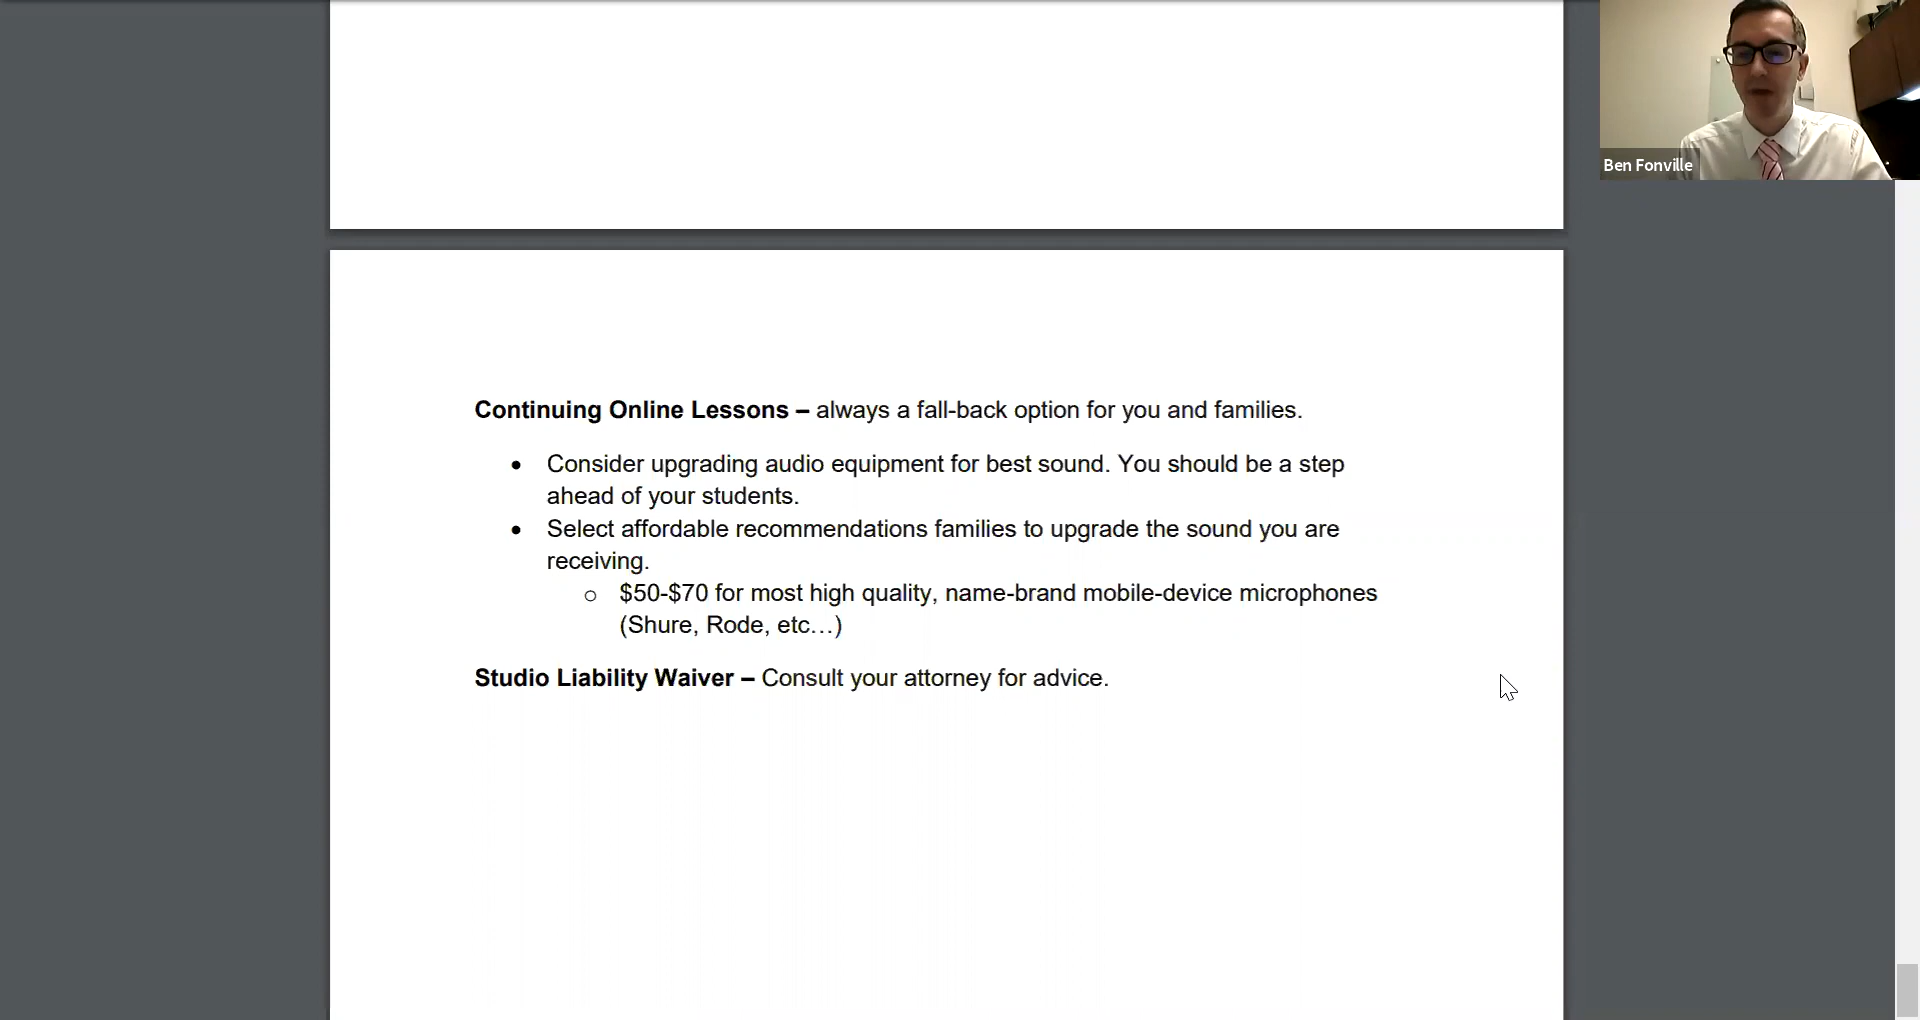 Ben Fonville
Continuing Online Lessons – always a fall-back option for you and families.
• Consider upgrading audio equipment for best sound. You should be a step
ahead of your students.
• Select affordable recommendations families to upgrade the sound you are
receiving.
○ $50-$70 for most high quality, name-brand mobile-device microphones
(Shure, Rode, etc…)
Studio Liability Waiver – Consult your attorney for advice.